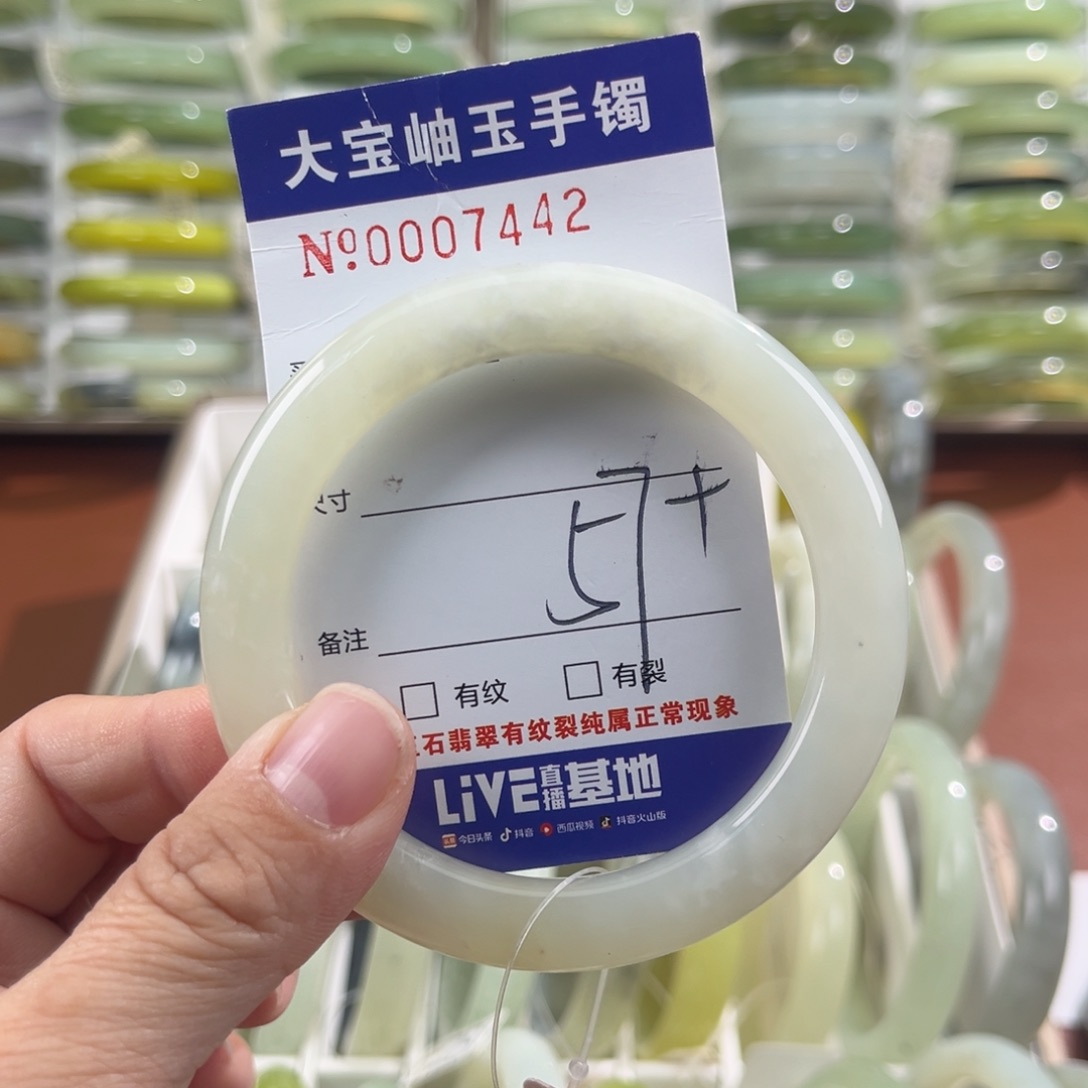 大宝岫玉手镯
№0007442
尺寸 57+
备注
□ 有纹 □ 有裂
石翡翠有纹裂纯属正常现象
LiVE直播基地
今日头条 抖音 西瓜视频 抖音火山版